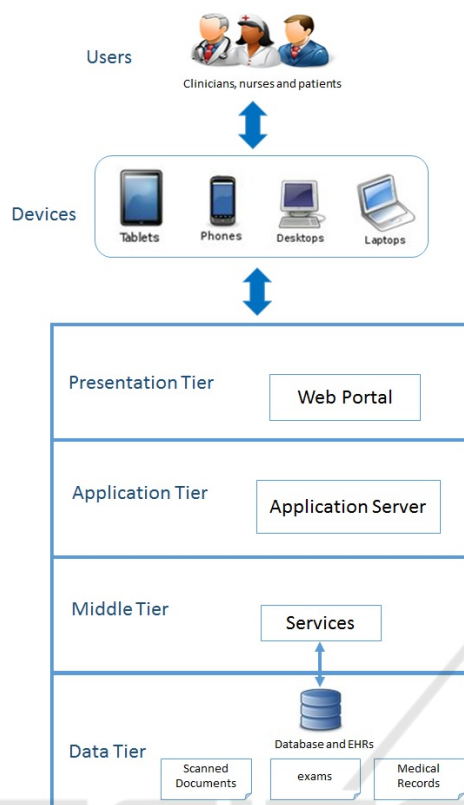 Users
Clinicians, nurses and patients
Devices
Tablets
Phones
Desktops
Laptops
Presentation Tier
Web Portal
Application Tier
Application Server
Middle Tier
Services
Database and EHRs
Data Tier
Scanned
Documents
exams
Medical
Records